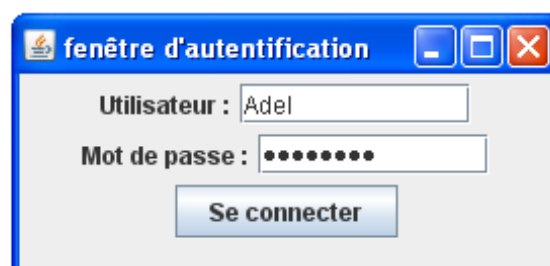 fenêtre d'autentification
Utilisateur : Adel
Mot de passe : ••••••••
Se connecter